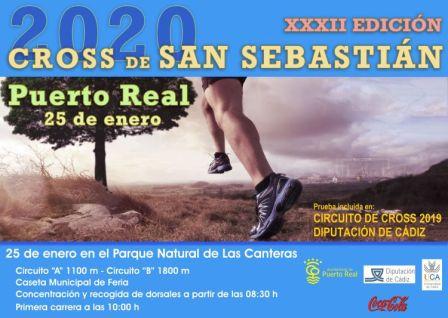 2020
XXXII EDICIÓN
CROSS DE SAN SEBASTIÁN
Puerto Real
25 de enero
Prueba incluida en:
CIRCUITO DE CROSS 2019
DIPUTACIÓN DE CÁDIZ
25 de enero en el Parque Natural de Las Canteras
Circuito "A" 1100 m - Circuito "B" 1800 m
Caseta Municipal de Feria
Concentración y recogida de dorsales a partir de las 08:30 h
Primera carrera a las 10:00 h
Puerto Real
Diputación
de Cádiz
UCA
Coca-Cola